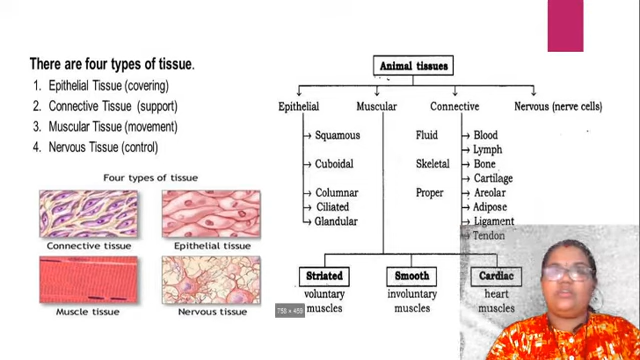 There are four types of tissue.
1. Epithelial Tissue (covering)
2. Connective Tissue (support)
3. Muscular Tissue (movement)
4. Nervous Tissue (control)
Four types of tissue
Connective tissue
Epithelial tissue
Muscle tissue
Nervous tissue
Animal tissues
Epithelial
Muscular
Connective
Nervous (nerve cells)
Squamous
Cuboidal
Columnar
Ciliated
Glandular
Fluid
Skeletal
Proper
Blood
Lymph
Bone
Cartilage
Areolar
Adipose
Ligament
Tendon
Striated
voluntary
muscles
Smooth
involuntary
muscles
Cardiac
heart
muscles